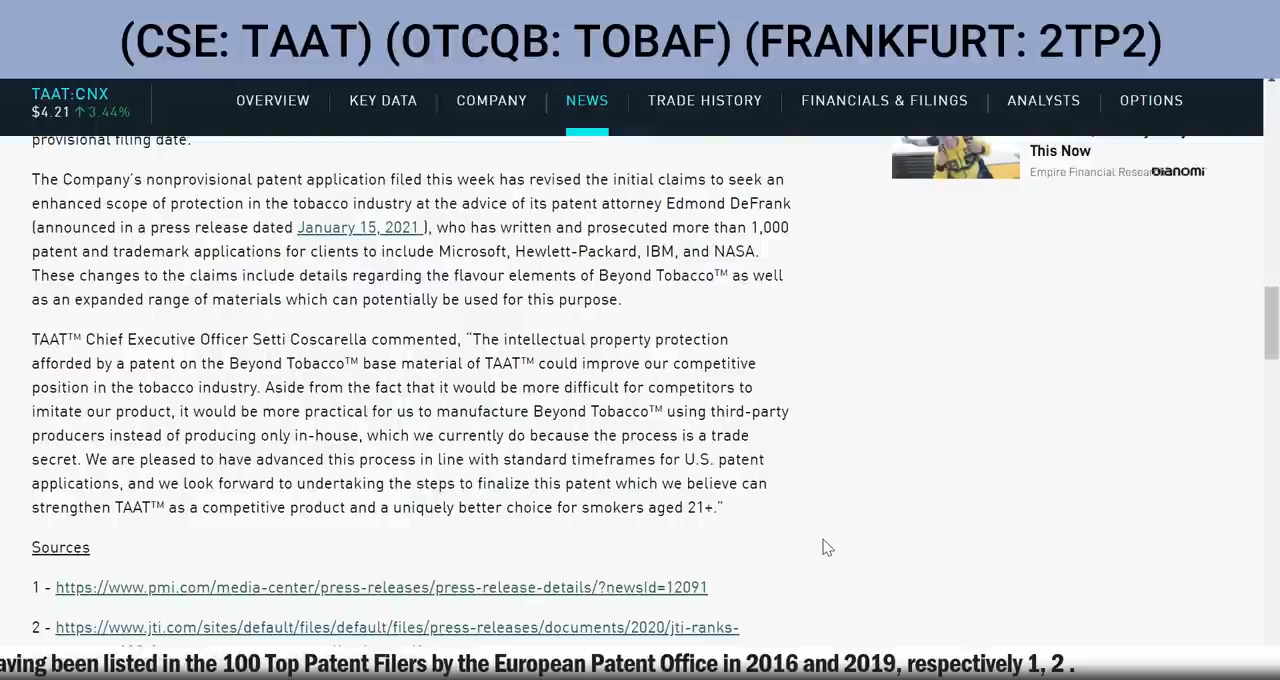 (CSE: TAAT) (OTCQB: TOBAF) (FRANKFURT: 2TP2)
TAAT:CNX
$4.21 ↑ 3.44%
OVERVIEW
KEY DATA
COMPANY
NEWS
TRADE HISTORY
FINANCIALS & FILINGS
ANALYSTS
OPTIONS
provisional filing date.
The Company's nonprovisional patent application filed this week has revised the initial claims to seek an
enhanced scope of protection in the tobacco industry at the advice of its patent attorney Edmond DeFrank
(announced in a press release dated January 15, 2021 ), who has written and prosecuted more than 1,000
patent and trademark applications for clients to include Microsoft, Hewlett-Packard, IBM, and NASA.
These changes to the claims include details regarding the flavour elements of Beyond Tobacco™ as well
as an expanded range of materials which can potentially be used for this purpose.
TAAT™ Chief Executive Officer Setti Coscarella commented, “The intellectual property protection
afforded by a patent on the Beyond Tobacco™ base material of TAAT™ could improve our competitive
position in the tobacco industry. Aside from the fact that it would be more difficult for competitors to
imitate our product, it would be more practical for us to manufacture Beyond Tobacco™ using third-party
producers instead of producing only in-house, which we currently do because the process is a trade
secret. We are pleased to have advanced this process in line with standard timeframes for U.S. patent
applications, and we look forward to undertaking the steps to finalize this patent which we believe can
strengthen TAAT™ as a competitive product and a uniquely better choice for smokers aged 21+.”
Sources
1 - https://www.pmi.com/media-center/press-releases/press-release-details/?newsId=12091
2 - https://www.jti.com/sites/default/files/default/files/press-releases/documents/2020/jti-ranks-
This Now
Empire Financial Resear
dianomi
aving been listed in the 100 Top Patent Filers by the European Patent Office in 2016 and 2019, respectively 1, 2 .